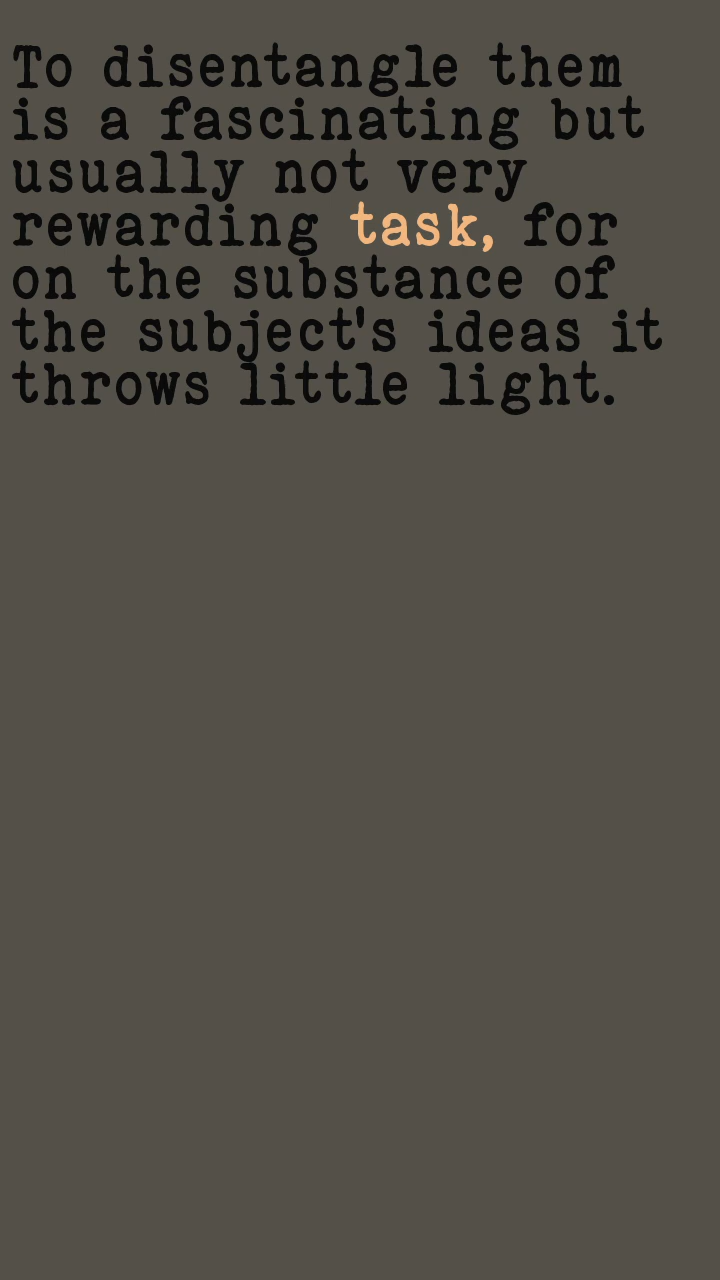 To disentangle them
is a fascinating but
usually not very
rewarding task, for
on the substance of
the subject's ideas it
throws little light.